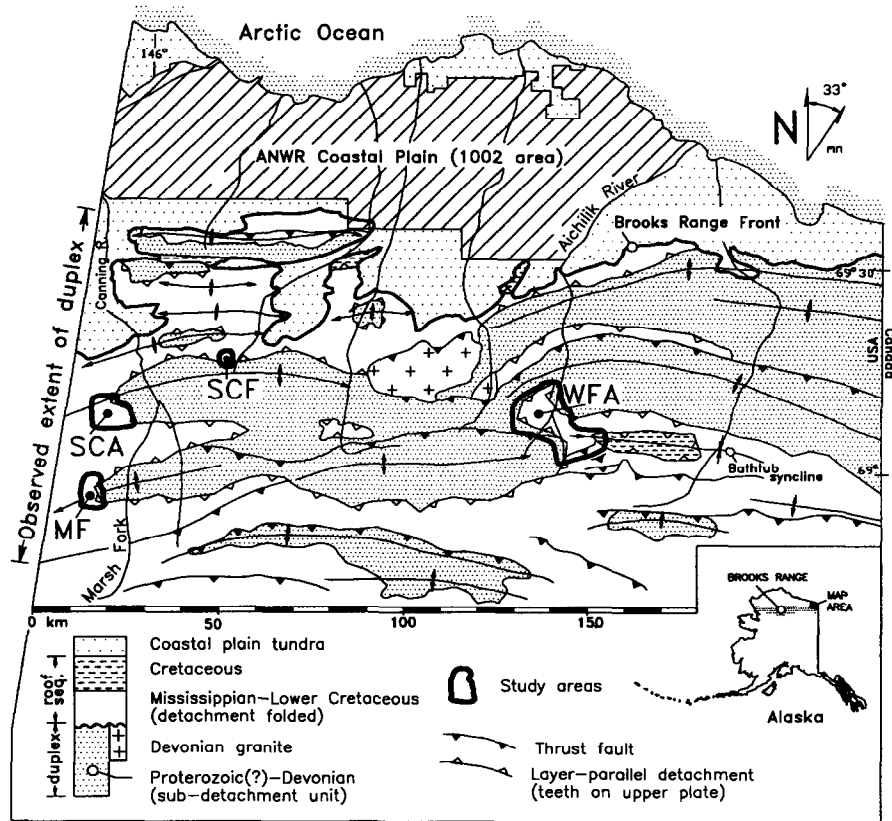 Arctic Ocean
146°
33°
N
mn
ANWR Coastal Plain (1002 area)
Aichilik River
Brooks Range Front
Canning R.
69° 30'
USA
Canada
Observed extent of duplex
SCF
WFA
SCA
Bathtub
syncline
69°
MF
Marsh Fork
0 50 100 150
km
BROOKS RANGE
MAP
AREA
Alaska
Coastal plain tundra
roof
seq.
Cretaceous
Mississippian-Lower Cretaceous
(detachment folded)
duplex
Devonian granite
Proterozoic(?)-Devonian
(sub-detachment unit)
Study areas
Thrust fault
Layer-parallel detachment
(teeth on upper plate)